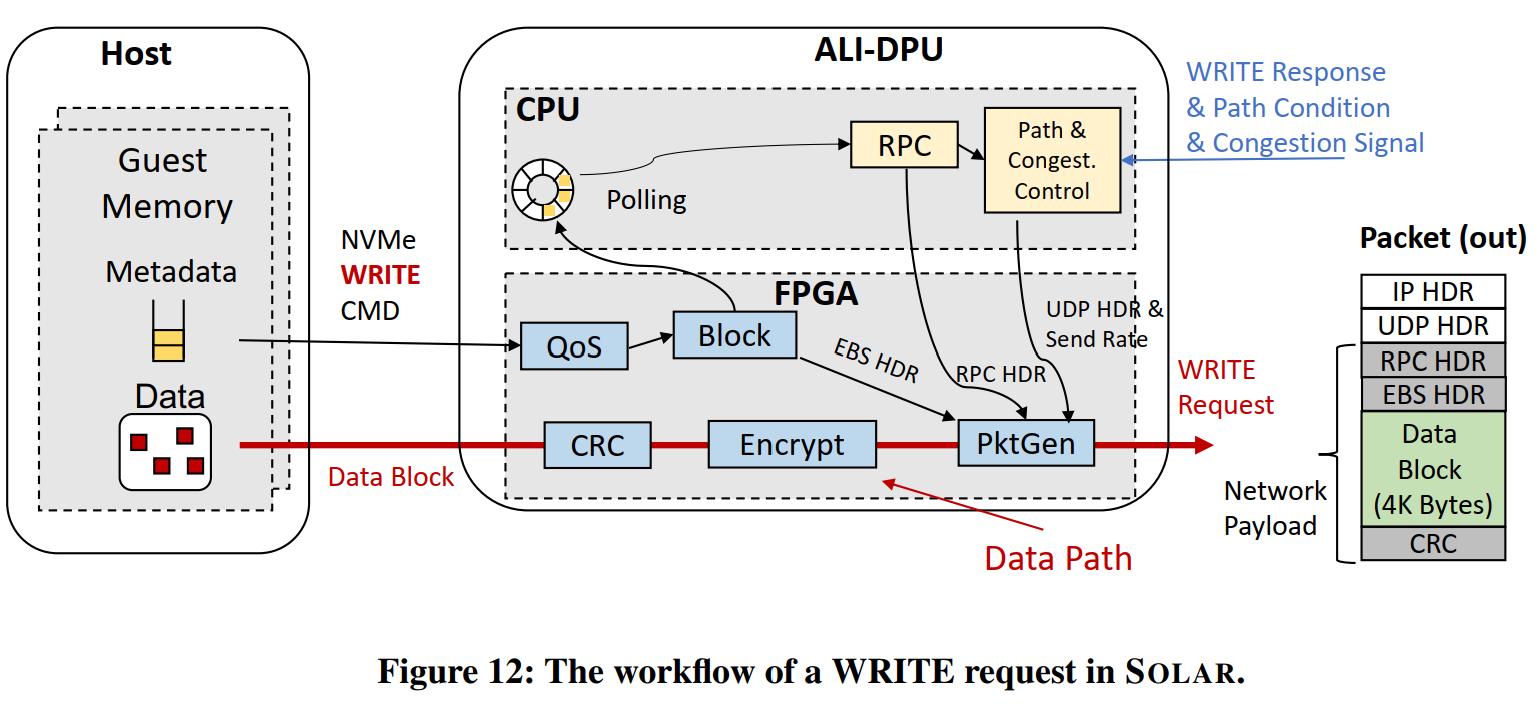 Host
Guest
Memory
Metadata
Data
NVMe
WRITE
CMD
Data Block
ALI-DPU
CPU
Polling
RPC
Path &
Congest.
Control
FPGA
QoS
Block
EBS HDR
RPC HDR
UDP HDR &
Send Rate
CRC
Encrypt
PktGen
Data Path
WRITE Response
& Path Condition
& Congestion Signal
WRITE
Request
Packet (out)
IP HDR
UDP HDR
RPC HDR
EBS HDR
Data
Block
(4K Bytes)
CRC
Network
Payload
Figure 12: The workflow of a WRITE request in SOLAR.